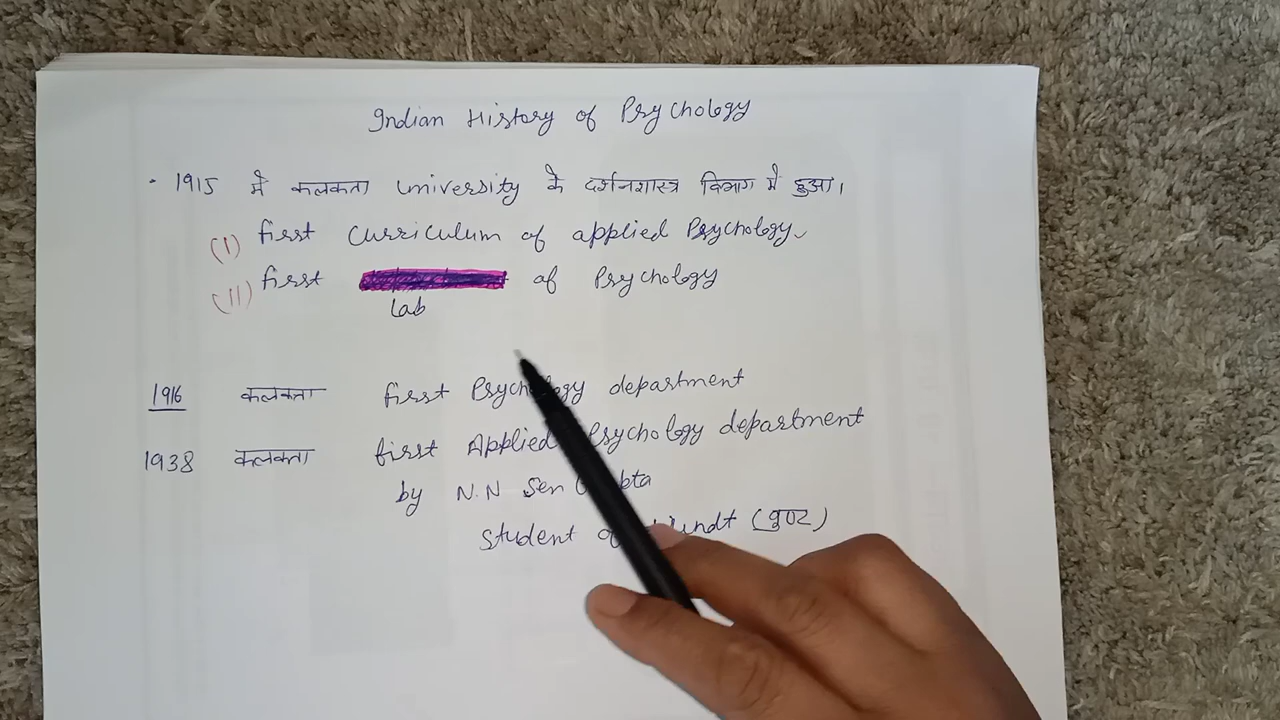 Indian History of Psychology
· 1915 में कलकता University के दर्शनशास्त्र विभाग में हुआ।
(I) first curriculum of applied Psychology
(II) first of Psychology
Lab
1916 कलकता first Psychology department
1938 कलकता first Applied Psychology department
by N.N Sen
student (वुण्ट)